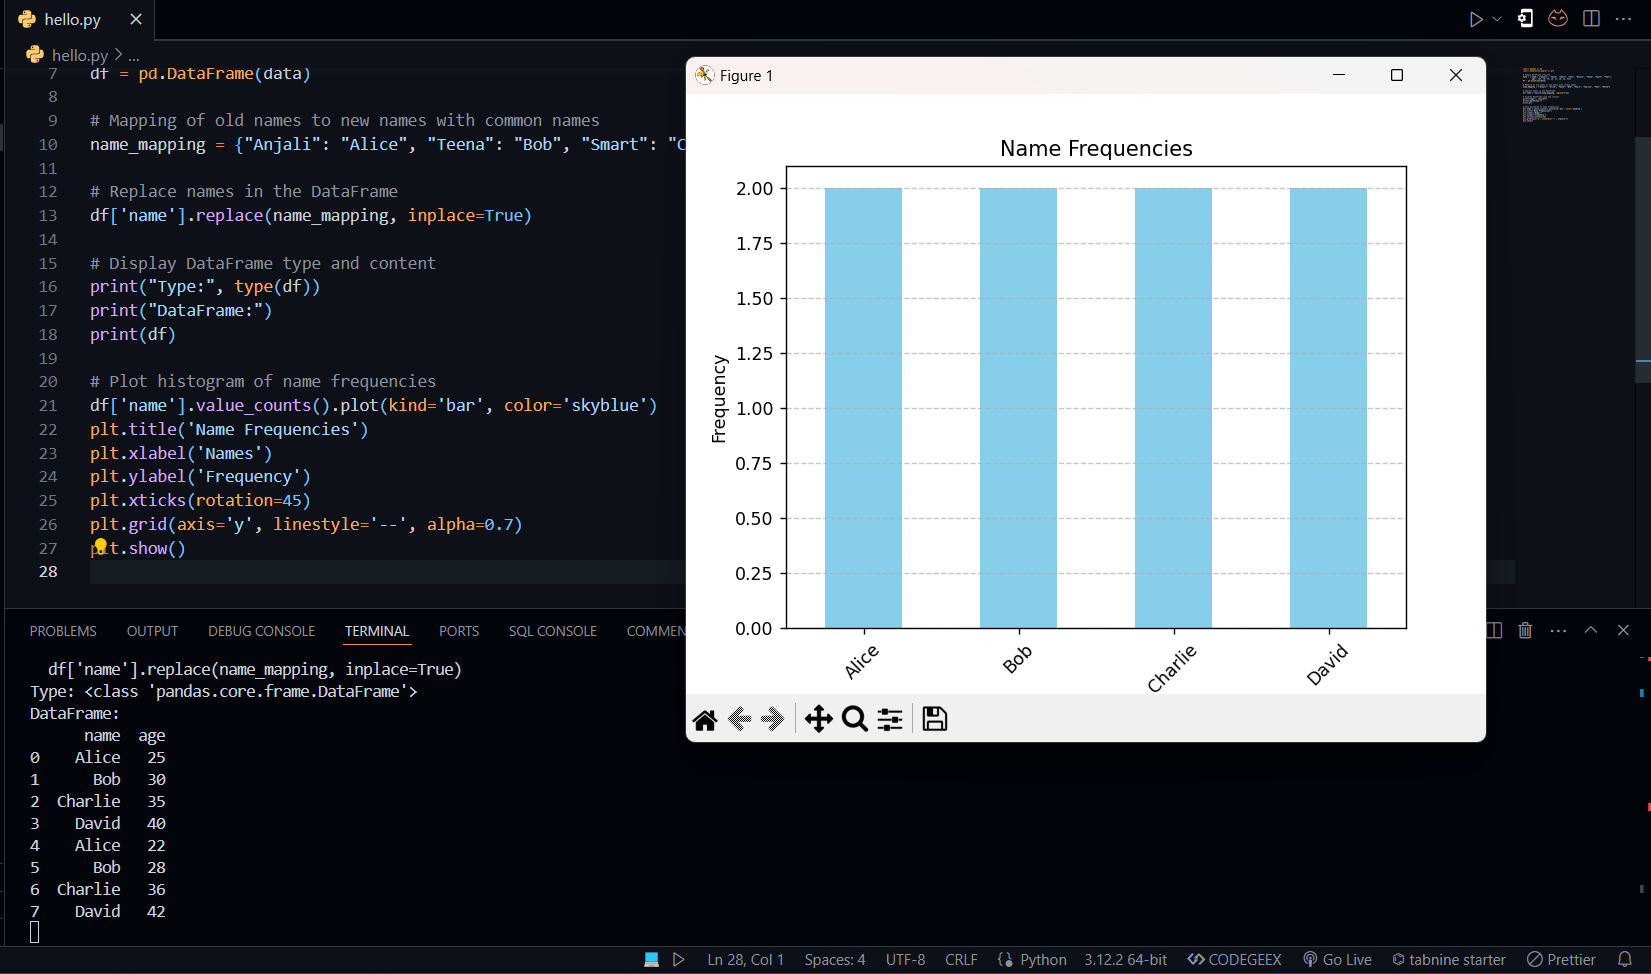 hello.py
hello.py > ...
7 df = pd.DataFrame(data)
8
9 # Mapping of old names to new names with common names
10 name_mapping = {"Anjali": "Alice", "Teena": "Bob", "Smart": "C
11
12 # Replace names in the DataFrame
13 df['name'].replace(name_mapping, inplace=True)
14
15 # Display DataFrame type and content
16 print("Type:", type(df))
17 print("DataFrame:")
18 print(df)
19
20 # Plot histogram of name frequencies
21 df['name'].value_counts().plot(kind='bar', color='skyblue')
22 plt.title('Name Frequencies')
23 plt.xlabel('Names')
24 plt.ylabel('Frequency')
25 plt.xticks(rotation=45)
26 plt.grid(axis='y', linestyle='--', alpha=0.7)
27 plt.show()
28
Figure 1
Name Frequencies
2.00
1.75
1.50
1.25
1.00
0.75
0.50
0.25
0.00
Frequency
Alice Bob Charlie David
PROBLEMS OUTPUT DEBUG CONSOLE TERMINAL PORTS SQL CONSOLE COMMEN
df['name'].replace(name_mapping, inplace=True)
Type: <class 'pandas.core.frame.DataFrame'>
DataFrame:
name age
0 Alice 25
1 Bob 30
2 Charlie 35
3 David 40
4 Alice 22
5 Bob 28
6 Charlie 36
7 David 42
Ln 28, Col 1 Spaces: 4 UTF-8 CRLF Python 3.12.2 64-bit CODEGEEX Go Live tabnine starter Prettier